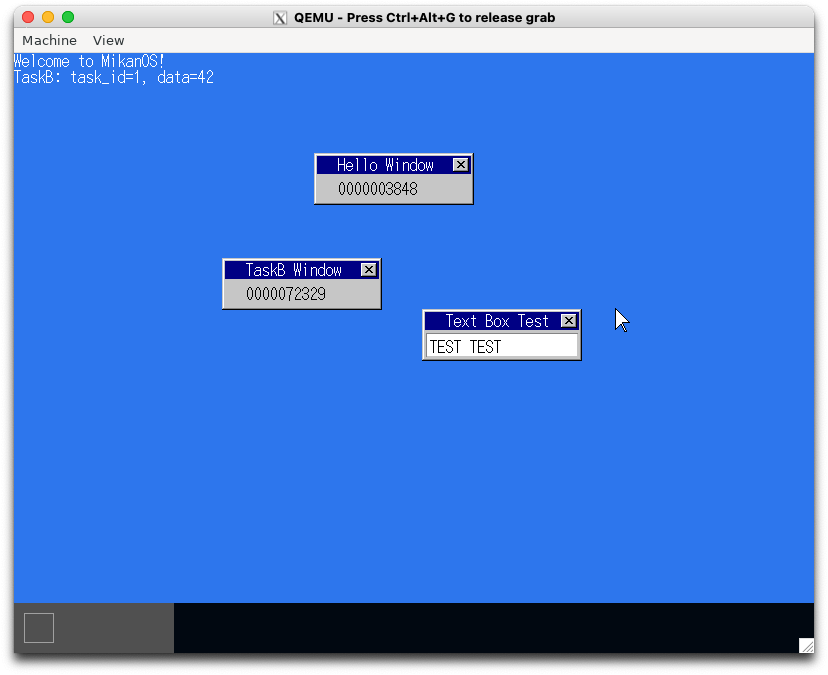 QEMU - Press Ctrl+Alt+G to release grab
Machine View
Welcome to MikanOS!
TaskB: task_id=1, data=42
Hello Window
0000003848
TaskB Window
0000072329
Text Box Test
TEST TEST